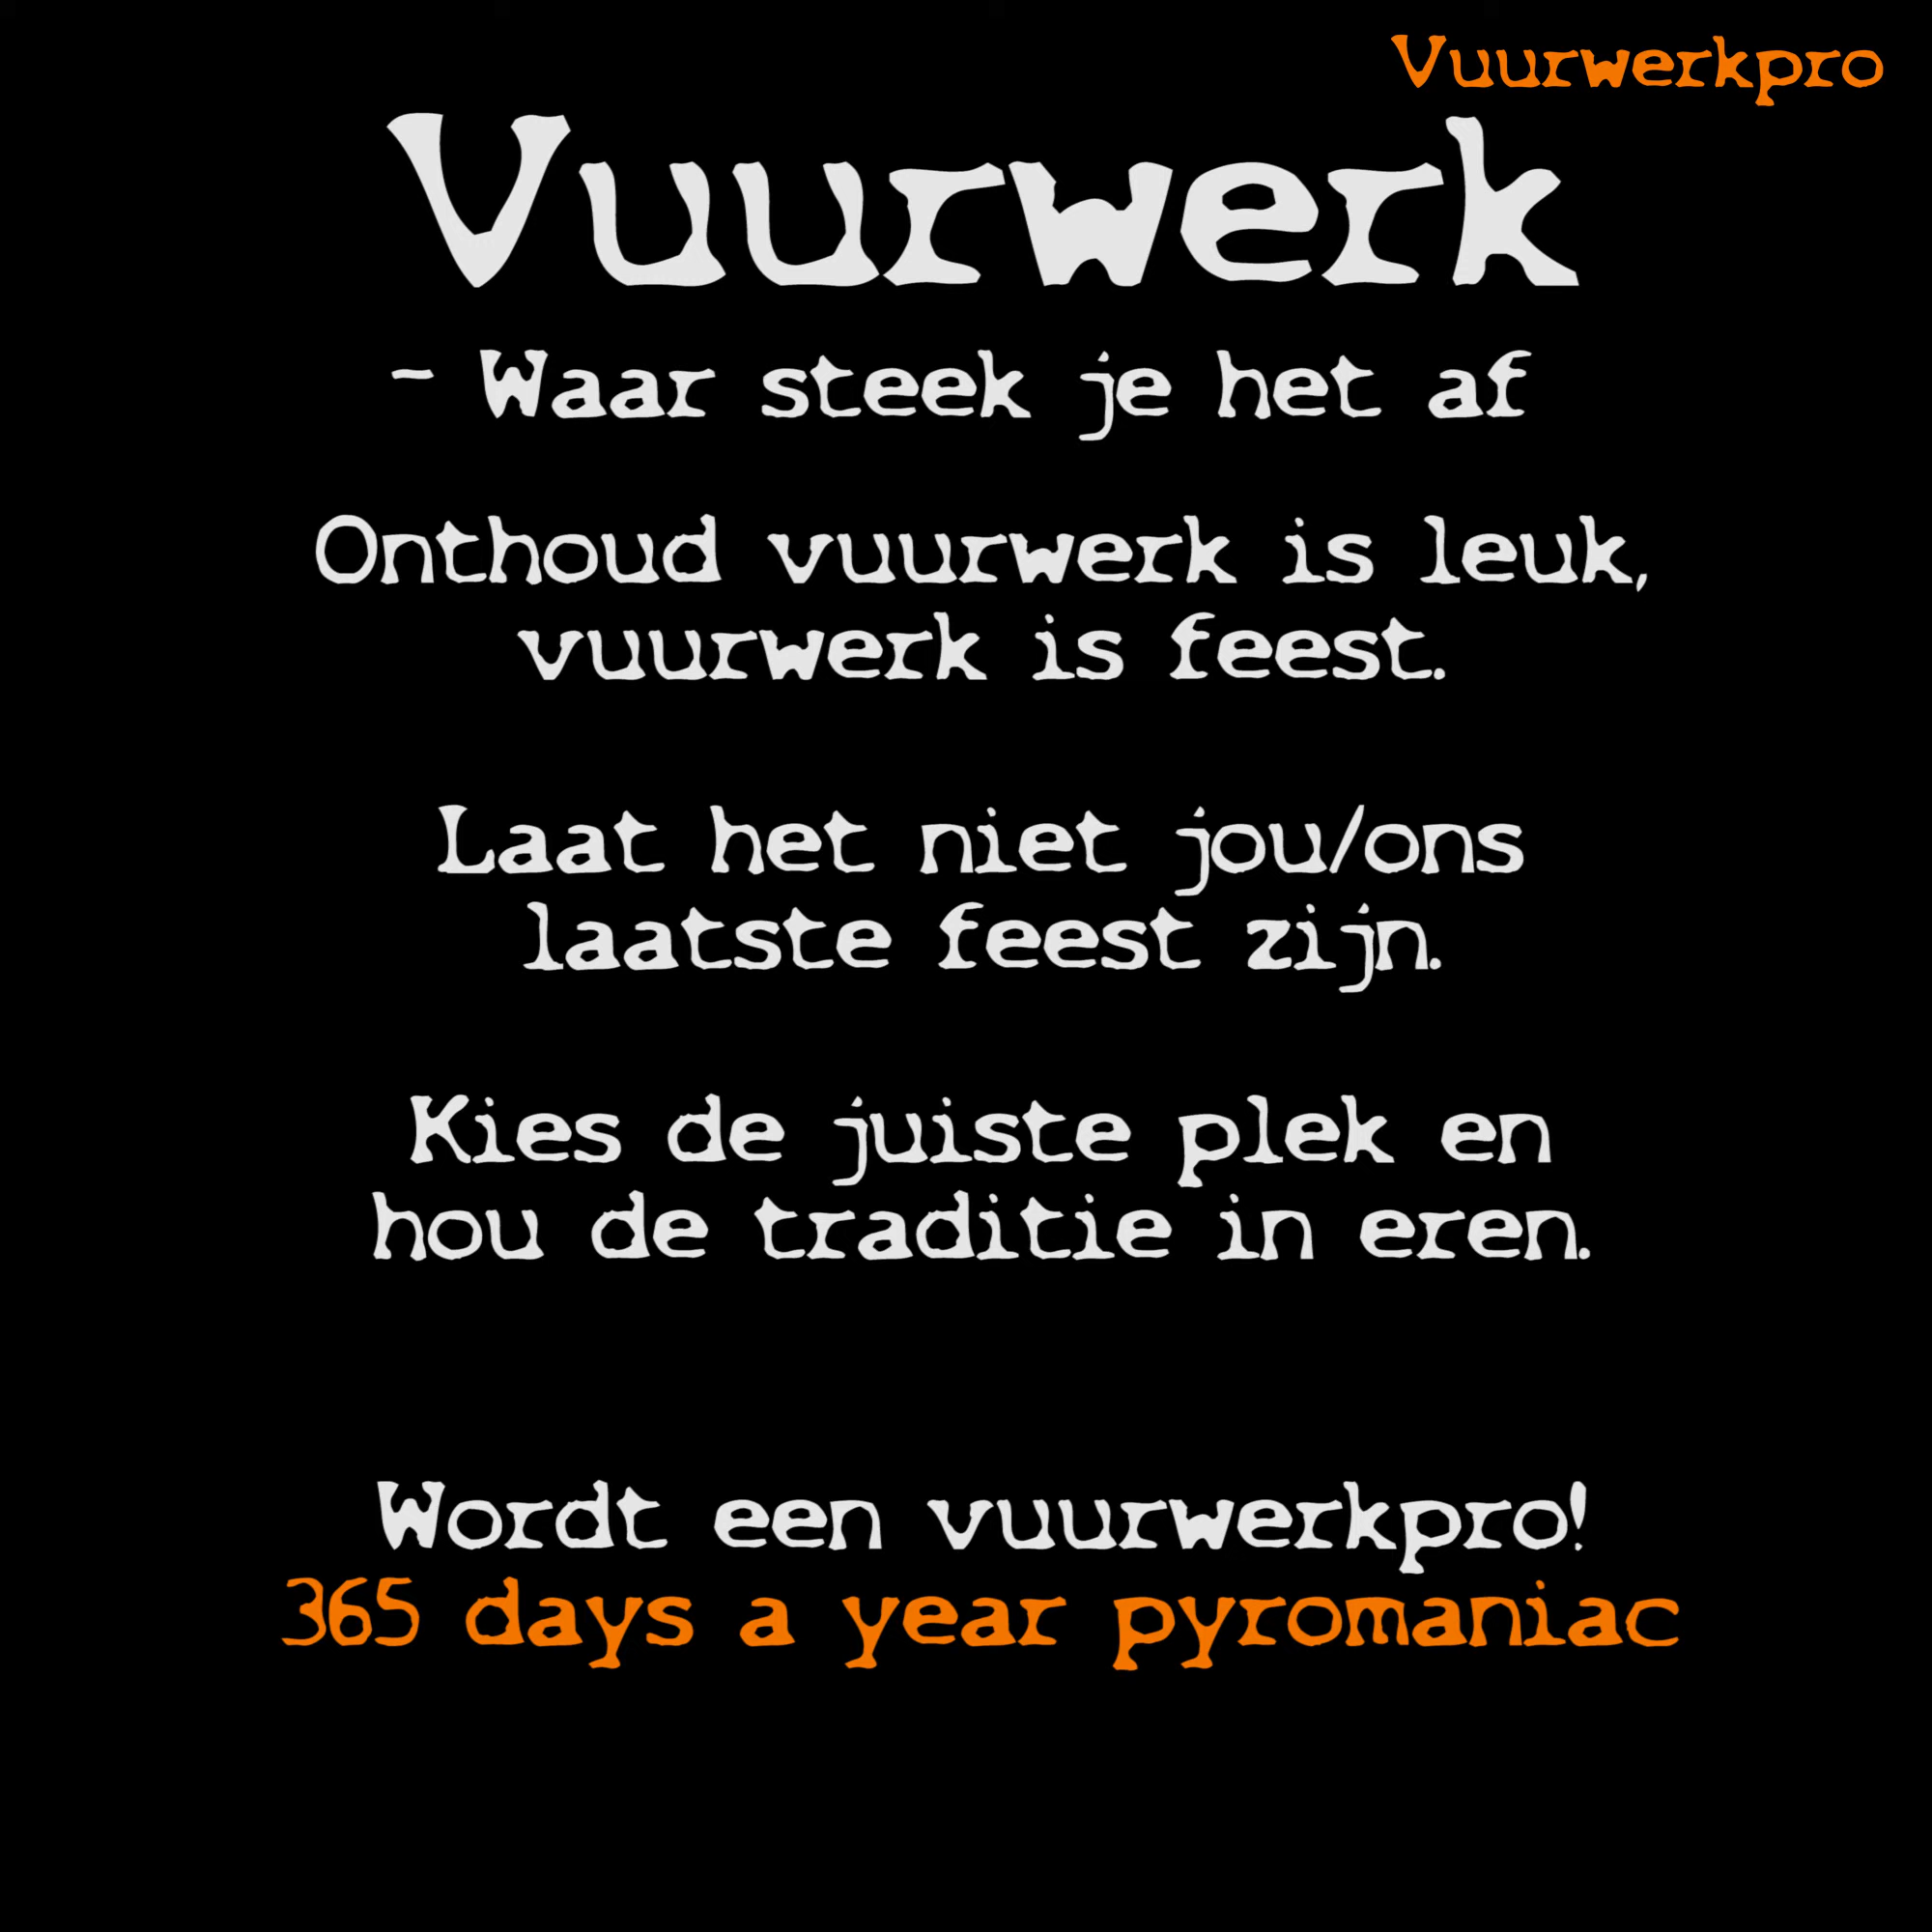 Vuurwerkpro
Vuurwerk
- Waar steek je het af
Onthoud vuurwerk is leuk,
vuurwerk is feest.
Laat het niet jou/ons
laatste feest zijn.
Kies de juiste plek en
hou de traditie in eren.
Wordt een vuurwerkpro!
365 days a year pyromaniac